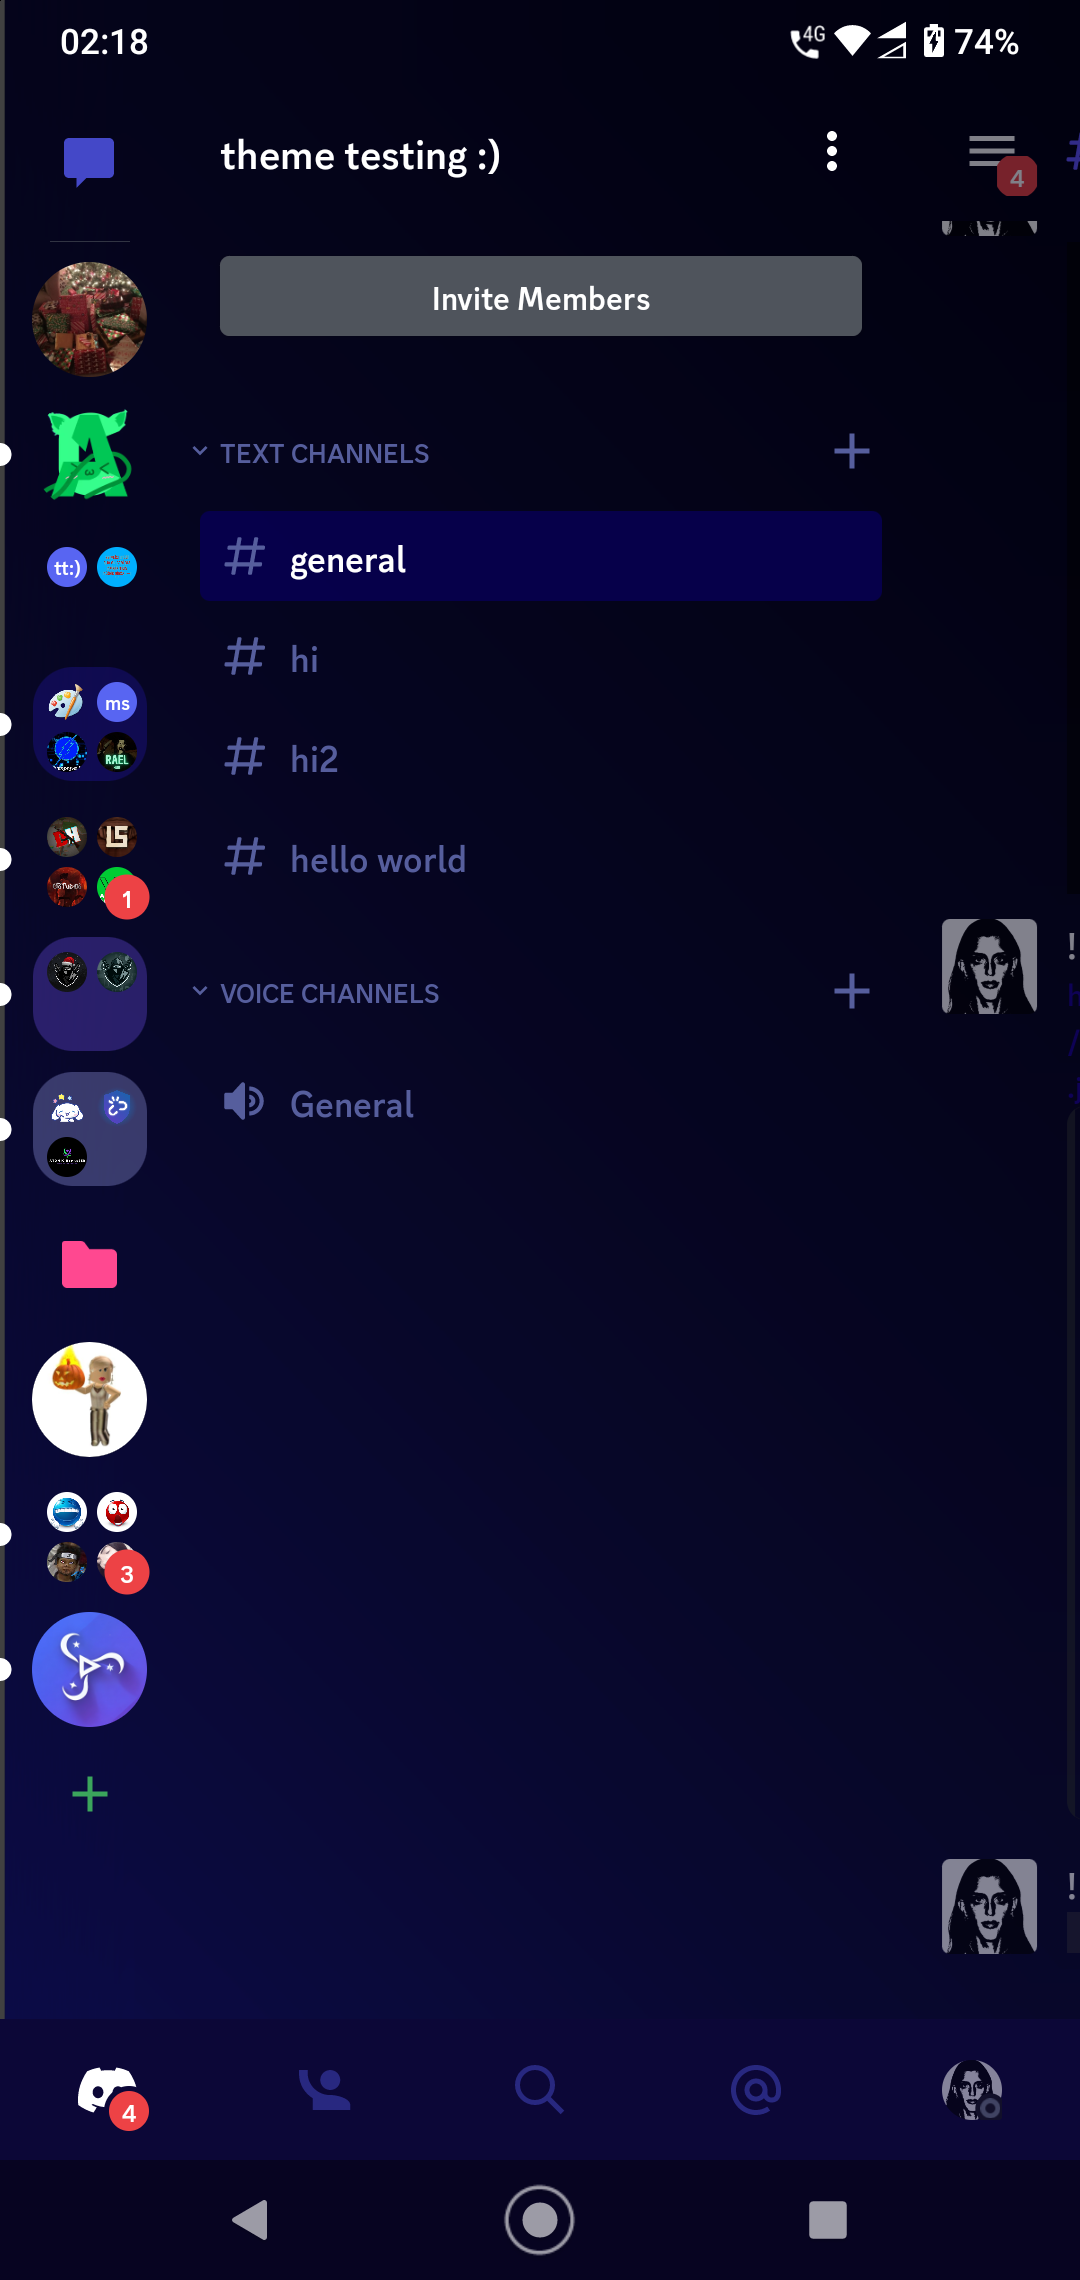 02:18
4G
74%
theme testing :)
4
Invite Members
TEXT CHANNELS
general
tt:)
hi
ms
hi2
RAEL
hello world
LS
1
!
VOICE CHANNELS
General
3
!
4